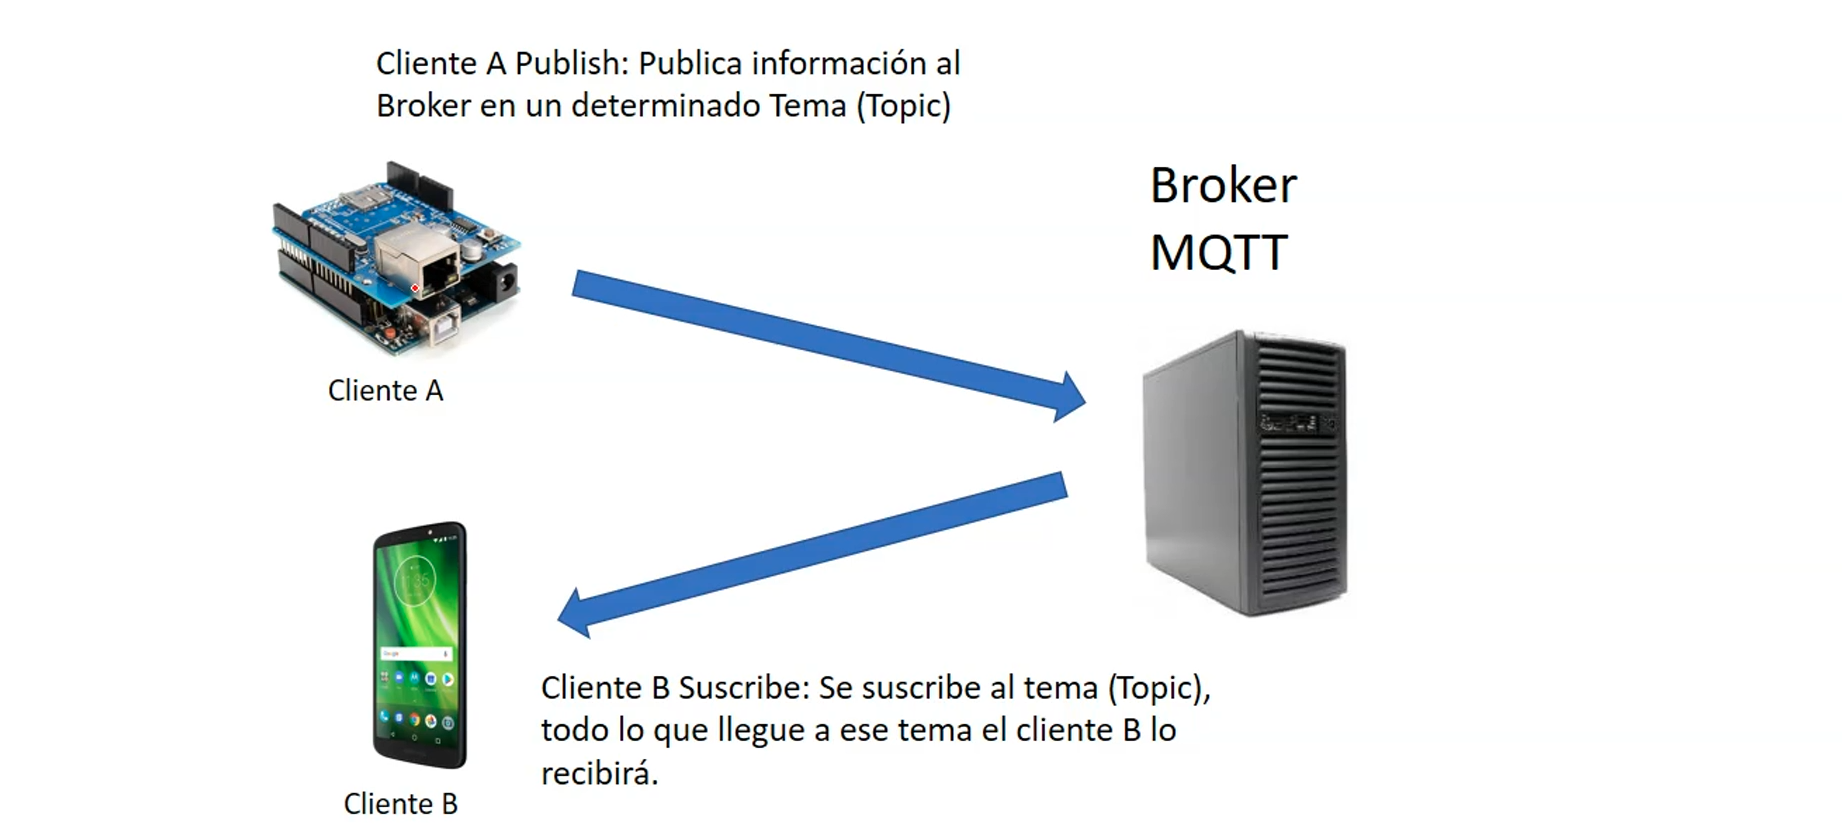 Cliente A Publish: Publica información al
Broker en un determinado Tema (Topic)
Broker
MQTT
Cliente A
Cliente B Suscribe: Se suscribe al tema (Topic),
todo lo que llegue a ese tema el cliente B lo
recibirá.
Cliente B